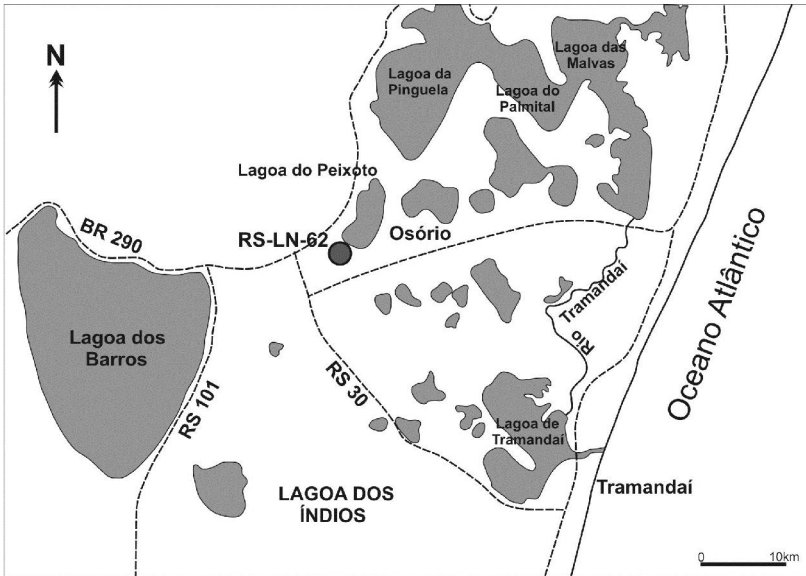 N
Lagoa da
Pinguela
Lagoa das
Malvas
Lagoa do
Palmital
Lagoa do Peixoto
BR 290
RS-LN-62
Osório
Oceano Atlântico
Rio
Tramandaí
Lagoa dos
Barros
RS 101
RS 30
Lagoa de
Tramandaí
LAGOA DOS
ÍNDIOS
Tramandaí
0 10km